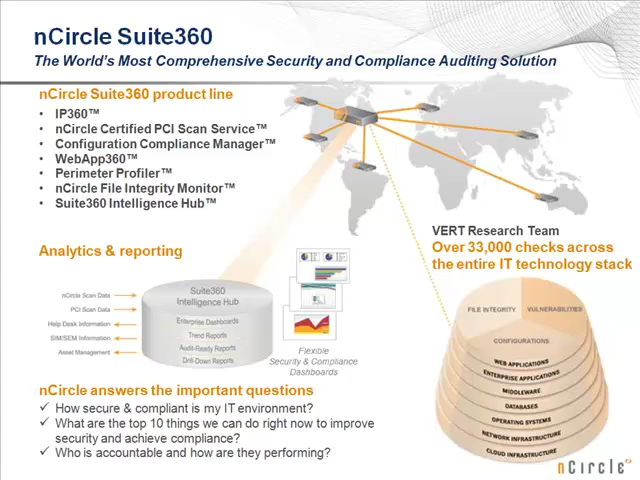 nCircle Suite360
The World's Most Comprehensive Security and Compliance Auditing Solution
nCircle Suite360 product line
• IP360™
• nCircle Certified PCI Scan Service™
• Configuration Compliance Manager™
• WebApp360™
• Perimeter Profiler™
• nCircle File Integrity Monitor™
• Suite360 Intelligence Hub™
VERT Research Team
Over 33,000 checks across
the entire IT technology stack
Analytics & reporting
nCircle Scan Data
PCI Scan Data
Help Desk Information
SIM/SEM Information
Asset Management
Suite360
Intelligence Hub
Enterprise Dashboards
Trend Reports
Audit-Ready Reports
Drill-Down Reports
Flexible
Security & Compliance
Dashboards
FILE INTEGRITY
VULNERABILITIES
CONFIGURATIONS
WEB APPLICATIONS
ENTERPRISE APPLICATIONS
MIDDLEWARE
DATABASES
OPERATING SYSTEMS
NETWORK INFRASTRUCTURE
CLOUD INFRASTRUCTURE
nCircle answers the important questions
✓ How secure & compliant is my IT environment?
✓ What are the top 10 things we can do right now to improve
security and achieve compliance?
✓ Who is accountable and how are they performing?
nCircle